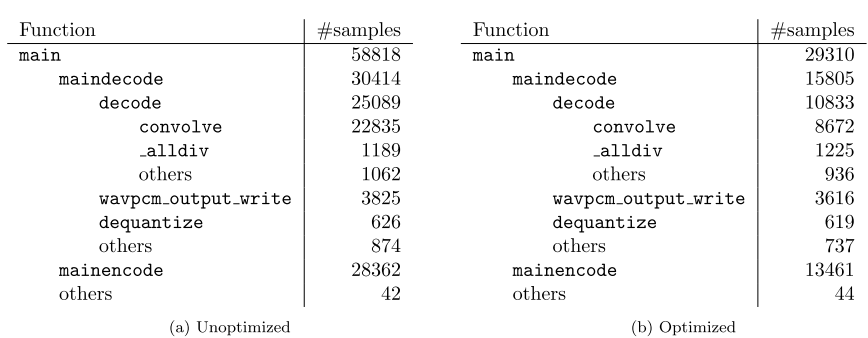 Function #samples
main 58818
maindecode 30414
decode 25089
convolve 22835
_alldiv 1189
others 1062
wavpcm_output_write 3825
dequantize 626
others 874
mainencode 28362
others 42
(a) Unoptimized
Function #samples
main 29310
maindecode 15805
decode 10833
convolve 8672
_alldiv 1225
others 936
wavpcm_output_write 3616
dequantize 619
others 737
mainencode 13461
others 44
(b) Optimized